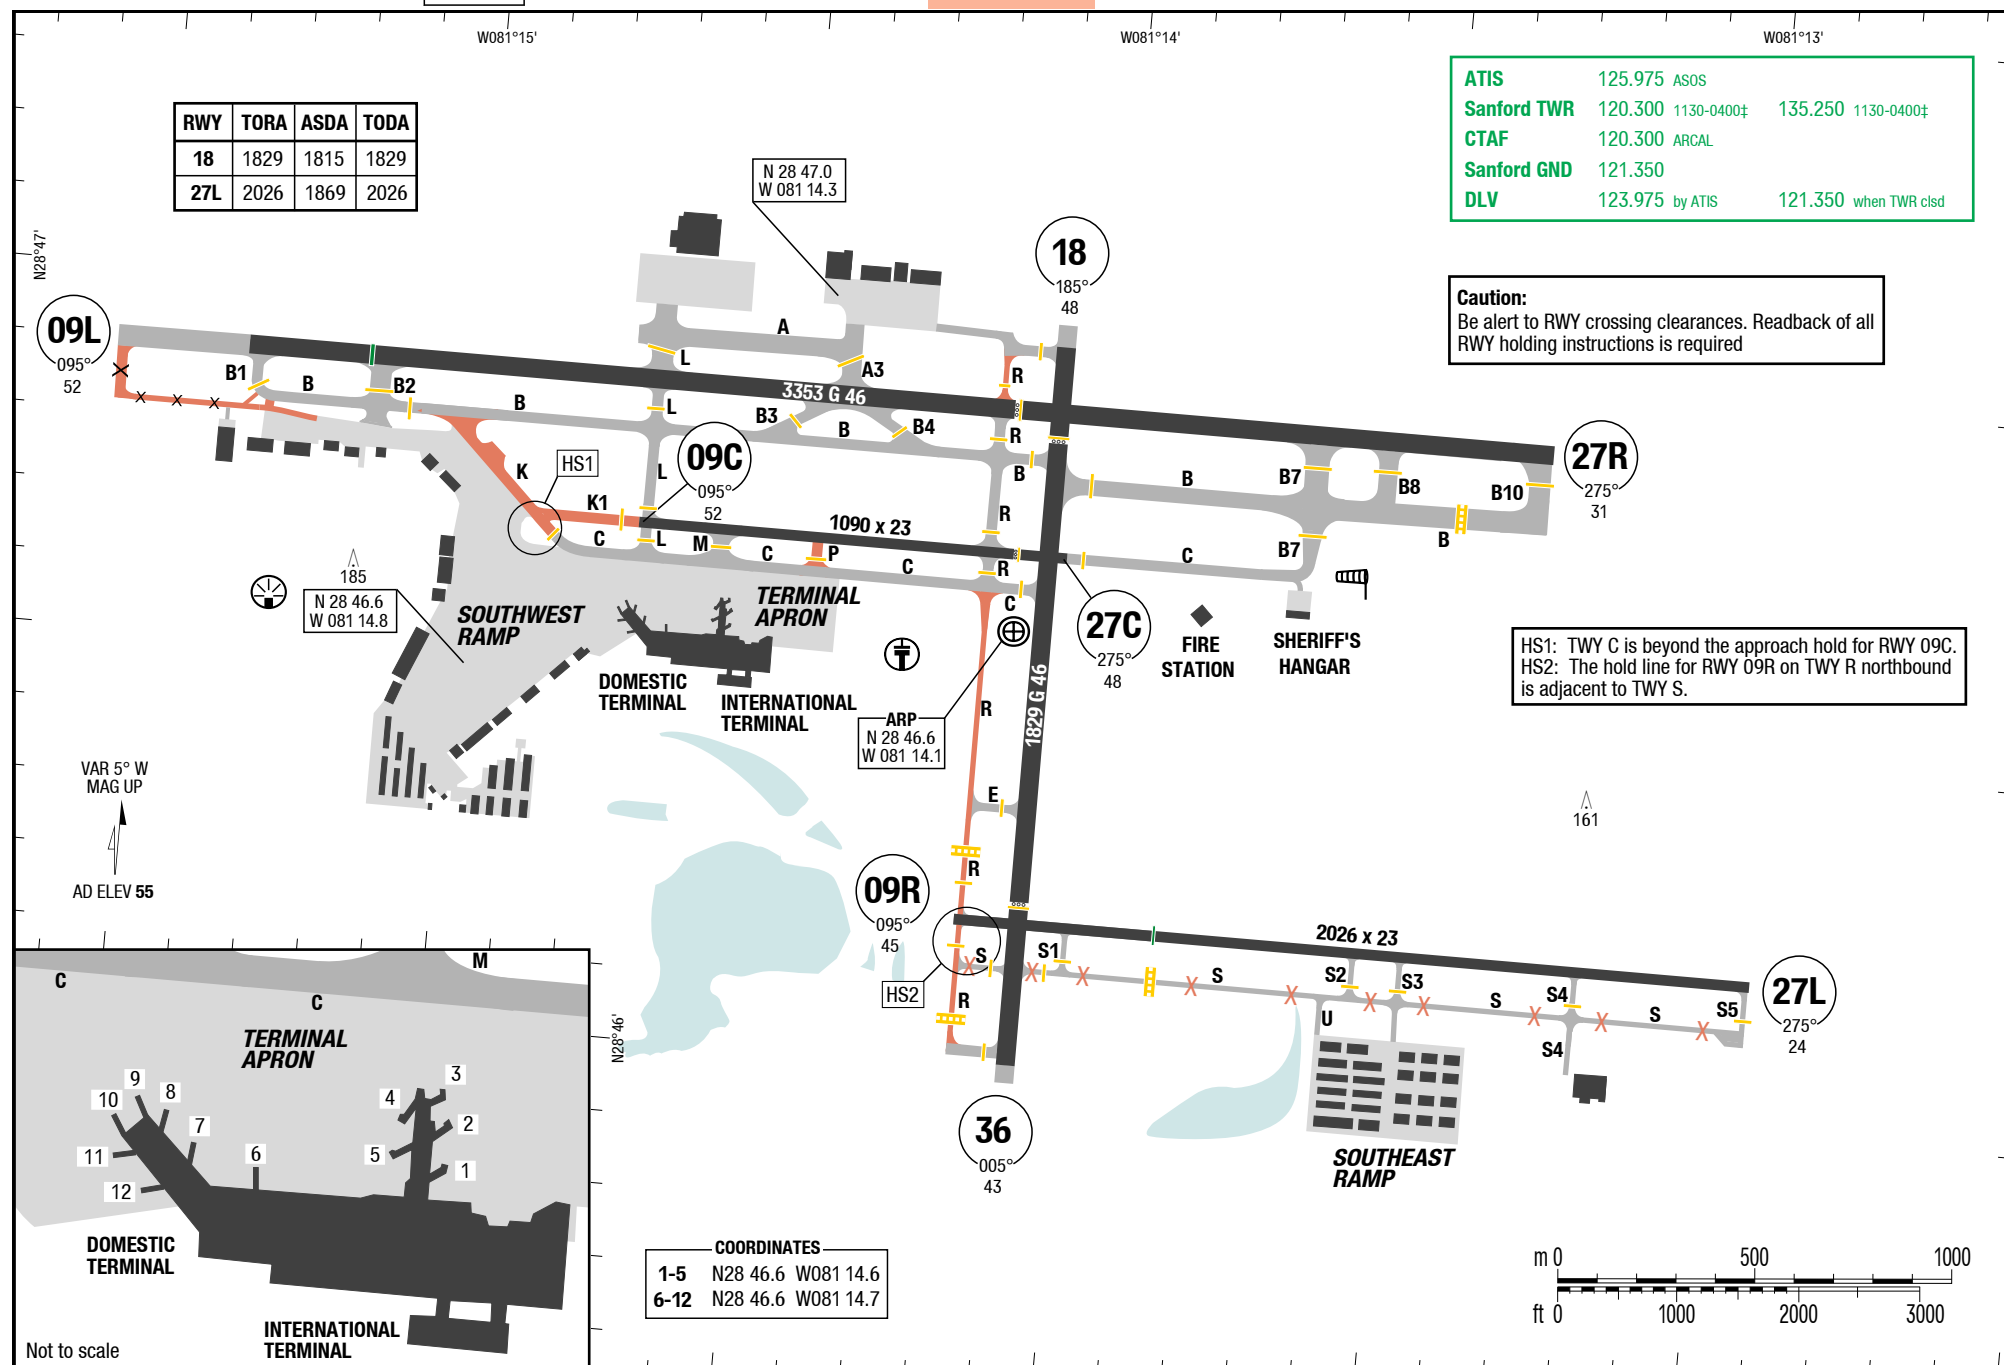 W081°15'
W081°14'
W081°13'
ATIS 125.975 ASOS
Sanford TWR 120.300 1130-0400‡ 135.250 1130-0400‡
CTAF 120.300 ARCAL
Sanford GND 121.350
DLV 123.975 by ATIS 121.350 when TWR clsd
RWY TORA ASDA TODA
18 1829 1815 1829
27L 2026 1869 2026
N 28 47.0
W 081 14.3
N28°47'
18
185°
48
Caution:
Be alert to RWY crossing clearances. Readback of all
RWY holding instructions is required
09L
095°
52
A
L
A3
B1
B
B2
B
3353 G 46
R
L
B3
B
B4
R
B
27R
275°
31
B
B7
B8
B10
B
HS1
K
L
09C
095°
52
K1
1090 x 23
R
C
L
M
C
P
C
R
C
C
B7
185
N 28 46.6
W 081 14.8
SOUTHWEST
RAMP
TERMINAL
APRON
27C
275°
48
FIRE
STATION
SHERIFF'S
HANGAR
HS1: TWY C is beyond the approach hold for RWY 09C.
HS2: The hold line for RWY 09R on TWY R northbound
is adjacent to TWY S.
DOMESTIC
TERMINAL
INTERNATIONAL
TERMINAL
ARP
N 28 46.6
W 081 14.1
R
1829 G 46
VAR 5° W
MAG UP
AD ELEV 55
E
161
R
09R
095°
45
HS2
S
R
S1
2026 x 23
S
S2
S3
S
S4
S
S5
U
S4
27L
275°
24
N28°46'
36
005°
43
SOUTHEAST
RAMP
C
C
M
TERMINAL
APRON
9
10
8
7
11
12
6
4
3
2
5
1
DOMESTIC
TERMINAL
INTERNATIONAL
TERMINAL
Not to scale
COORDINATES
1-5 N28 46.6 W081 14.6
6-12 N28 46.6 W081 14.7
m 0 500 1000
ft 0 1000 2000 3000